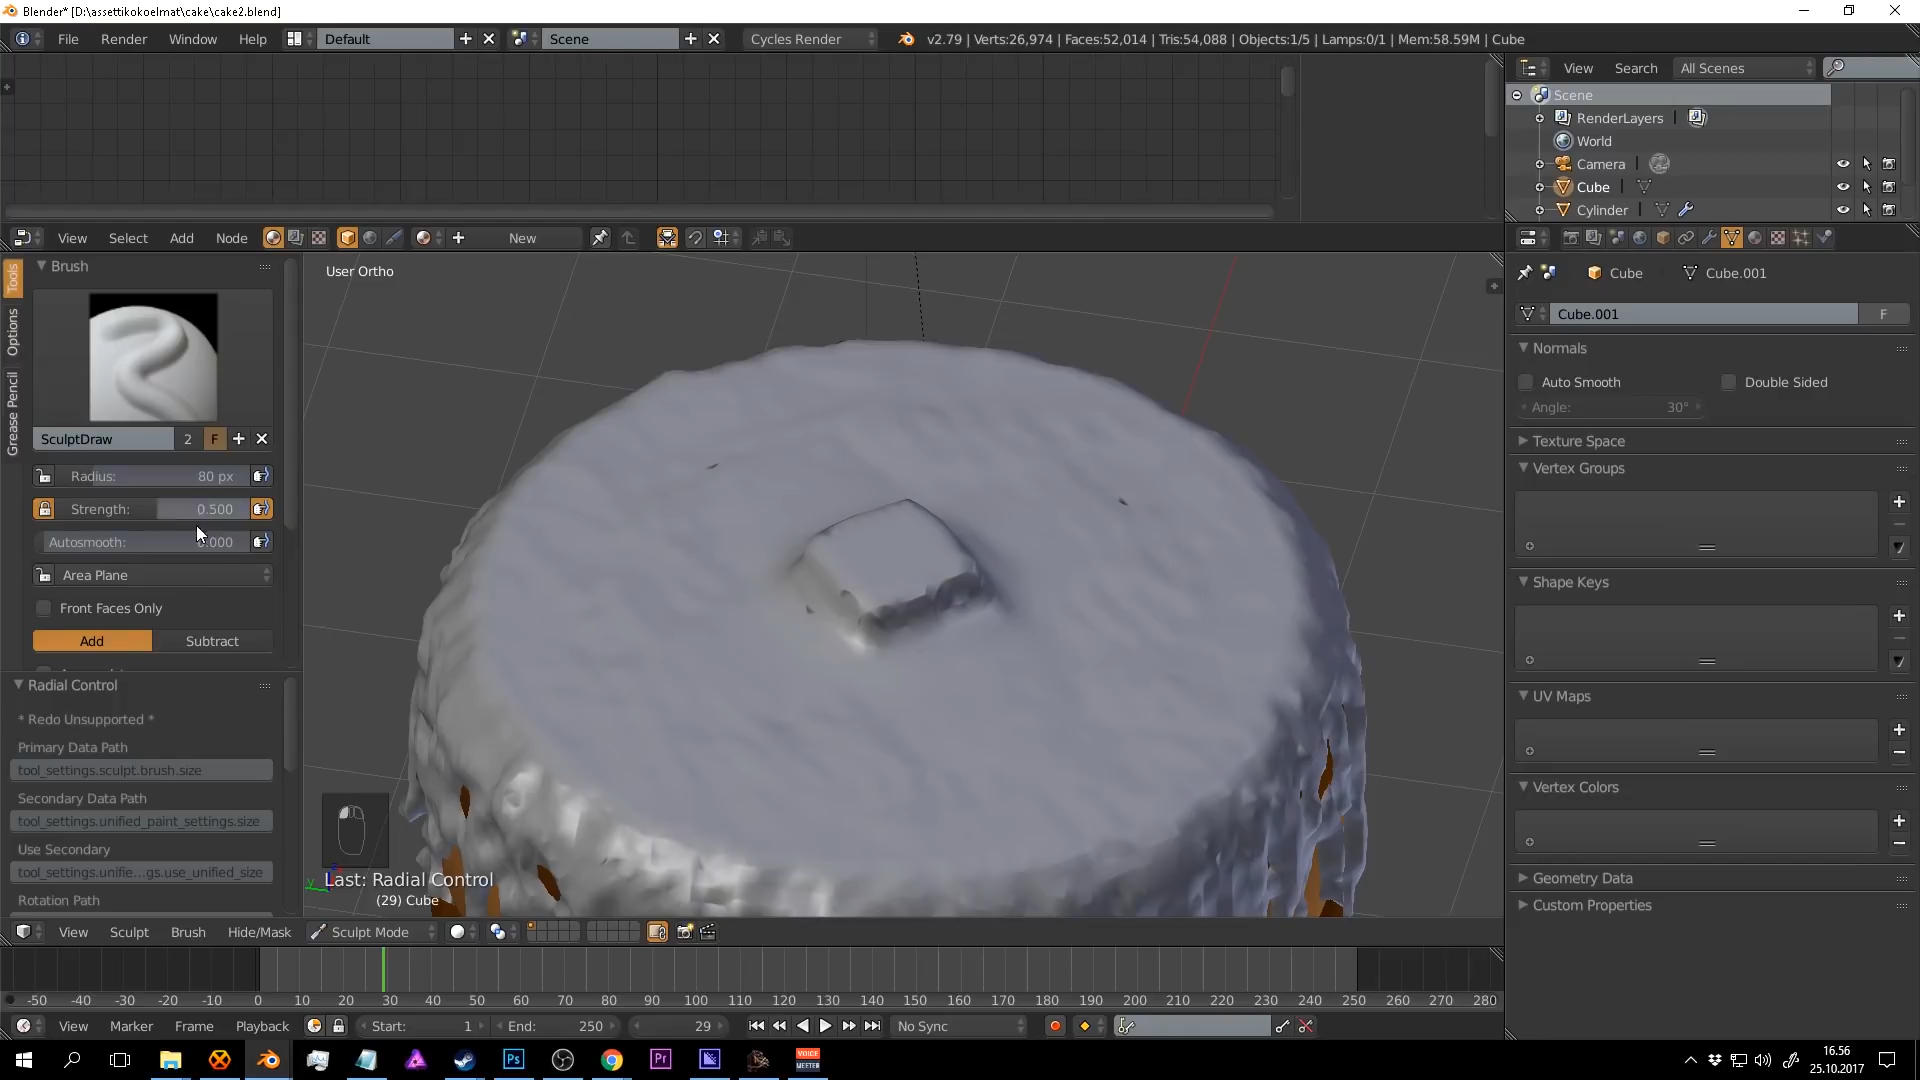 Blender* [D:\assettikokoelmat\cake\cake2.blend]
File Render Window Help Default Scene Cycles Render v2.79 | Verts:26,974 | Faces:52,014 | Tris:54,088 | Objects:1/5 | Lamps:0/1 | Mem:58.59M | Cube
View Search All Scenes
Scene
RenderLayers
World
Camera
Cube
Cylinder
View Select Add Node New
Tools
Options
Grease Pencil
Brush
SculptDraw 2 F
Radius: 80 px
Strength: 0.500
Autosmooth:
Area Plane
Front Faces Only
Add Subtract
Radial Control
* Redo Unsupported *
Primary Data Path
tool_settings.sculpt.brush.size
Secondary Data Path
tool_settings.unified_paint_settings.size
Use Secondary
tool_settings.unifie...gs.use_unified_size
Rotation Path
User Ortho
Last: Radial Control
(29) Cube
Cube Cube.001
Cube.001 F
Normals
Auto Smooth Double Sided
Angle: 30°
Texture Space
Vertex Groups
Shape Keys
UV Maps
Vertex Colors
Geometry Data
Custom Properties
View Sculpt Brush Hide/Mask Sculpt Mode
-50 -40 -30 -20 -10 0 10 20 30 40 50 60 70 80 90 100 110 120 130 140 150 160 170 180 190 200 210 220 230 240 250 260 270 280
View Marker Frame Playback Start: 1 End: 250 29 No Sync
Ps
Pr
VOICE
MEETER
16.56
25.10.2017